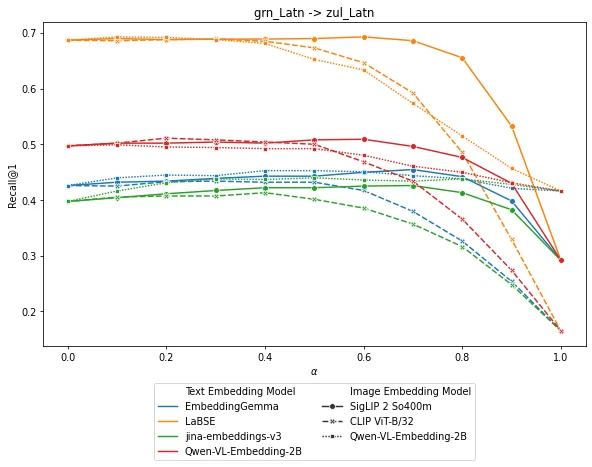 grn_Latn -> zul_Latn
Recall@1
0.7
0.6
0.5
0.4
0.3
0.2
0.0
0.2
0.4
0.6
0.8
1.0
α
Text Embedding Model
EmbeddingGemma
LaBSE
jina-embeddings-v3
Qwen-VL-Embedding-2B
Image Embedding Model
SigLIP 2 So400m
CLIP ViT-B/32
Qwen-VL-Embedding-2B